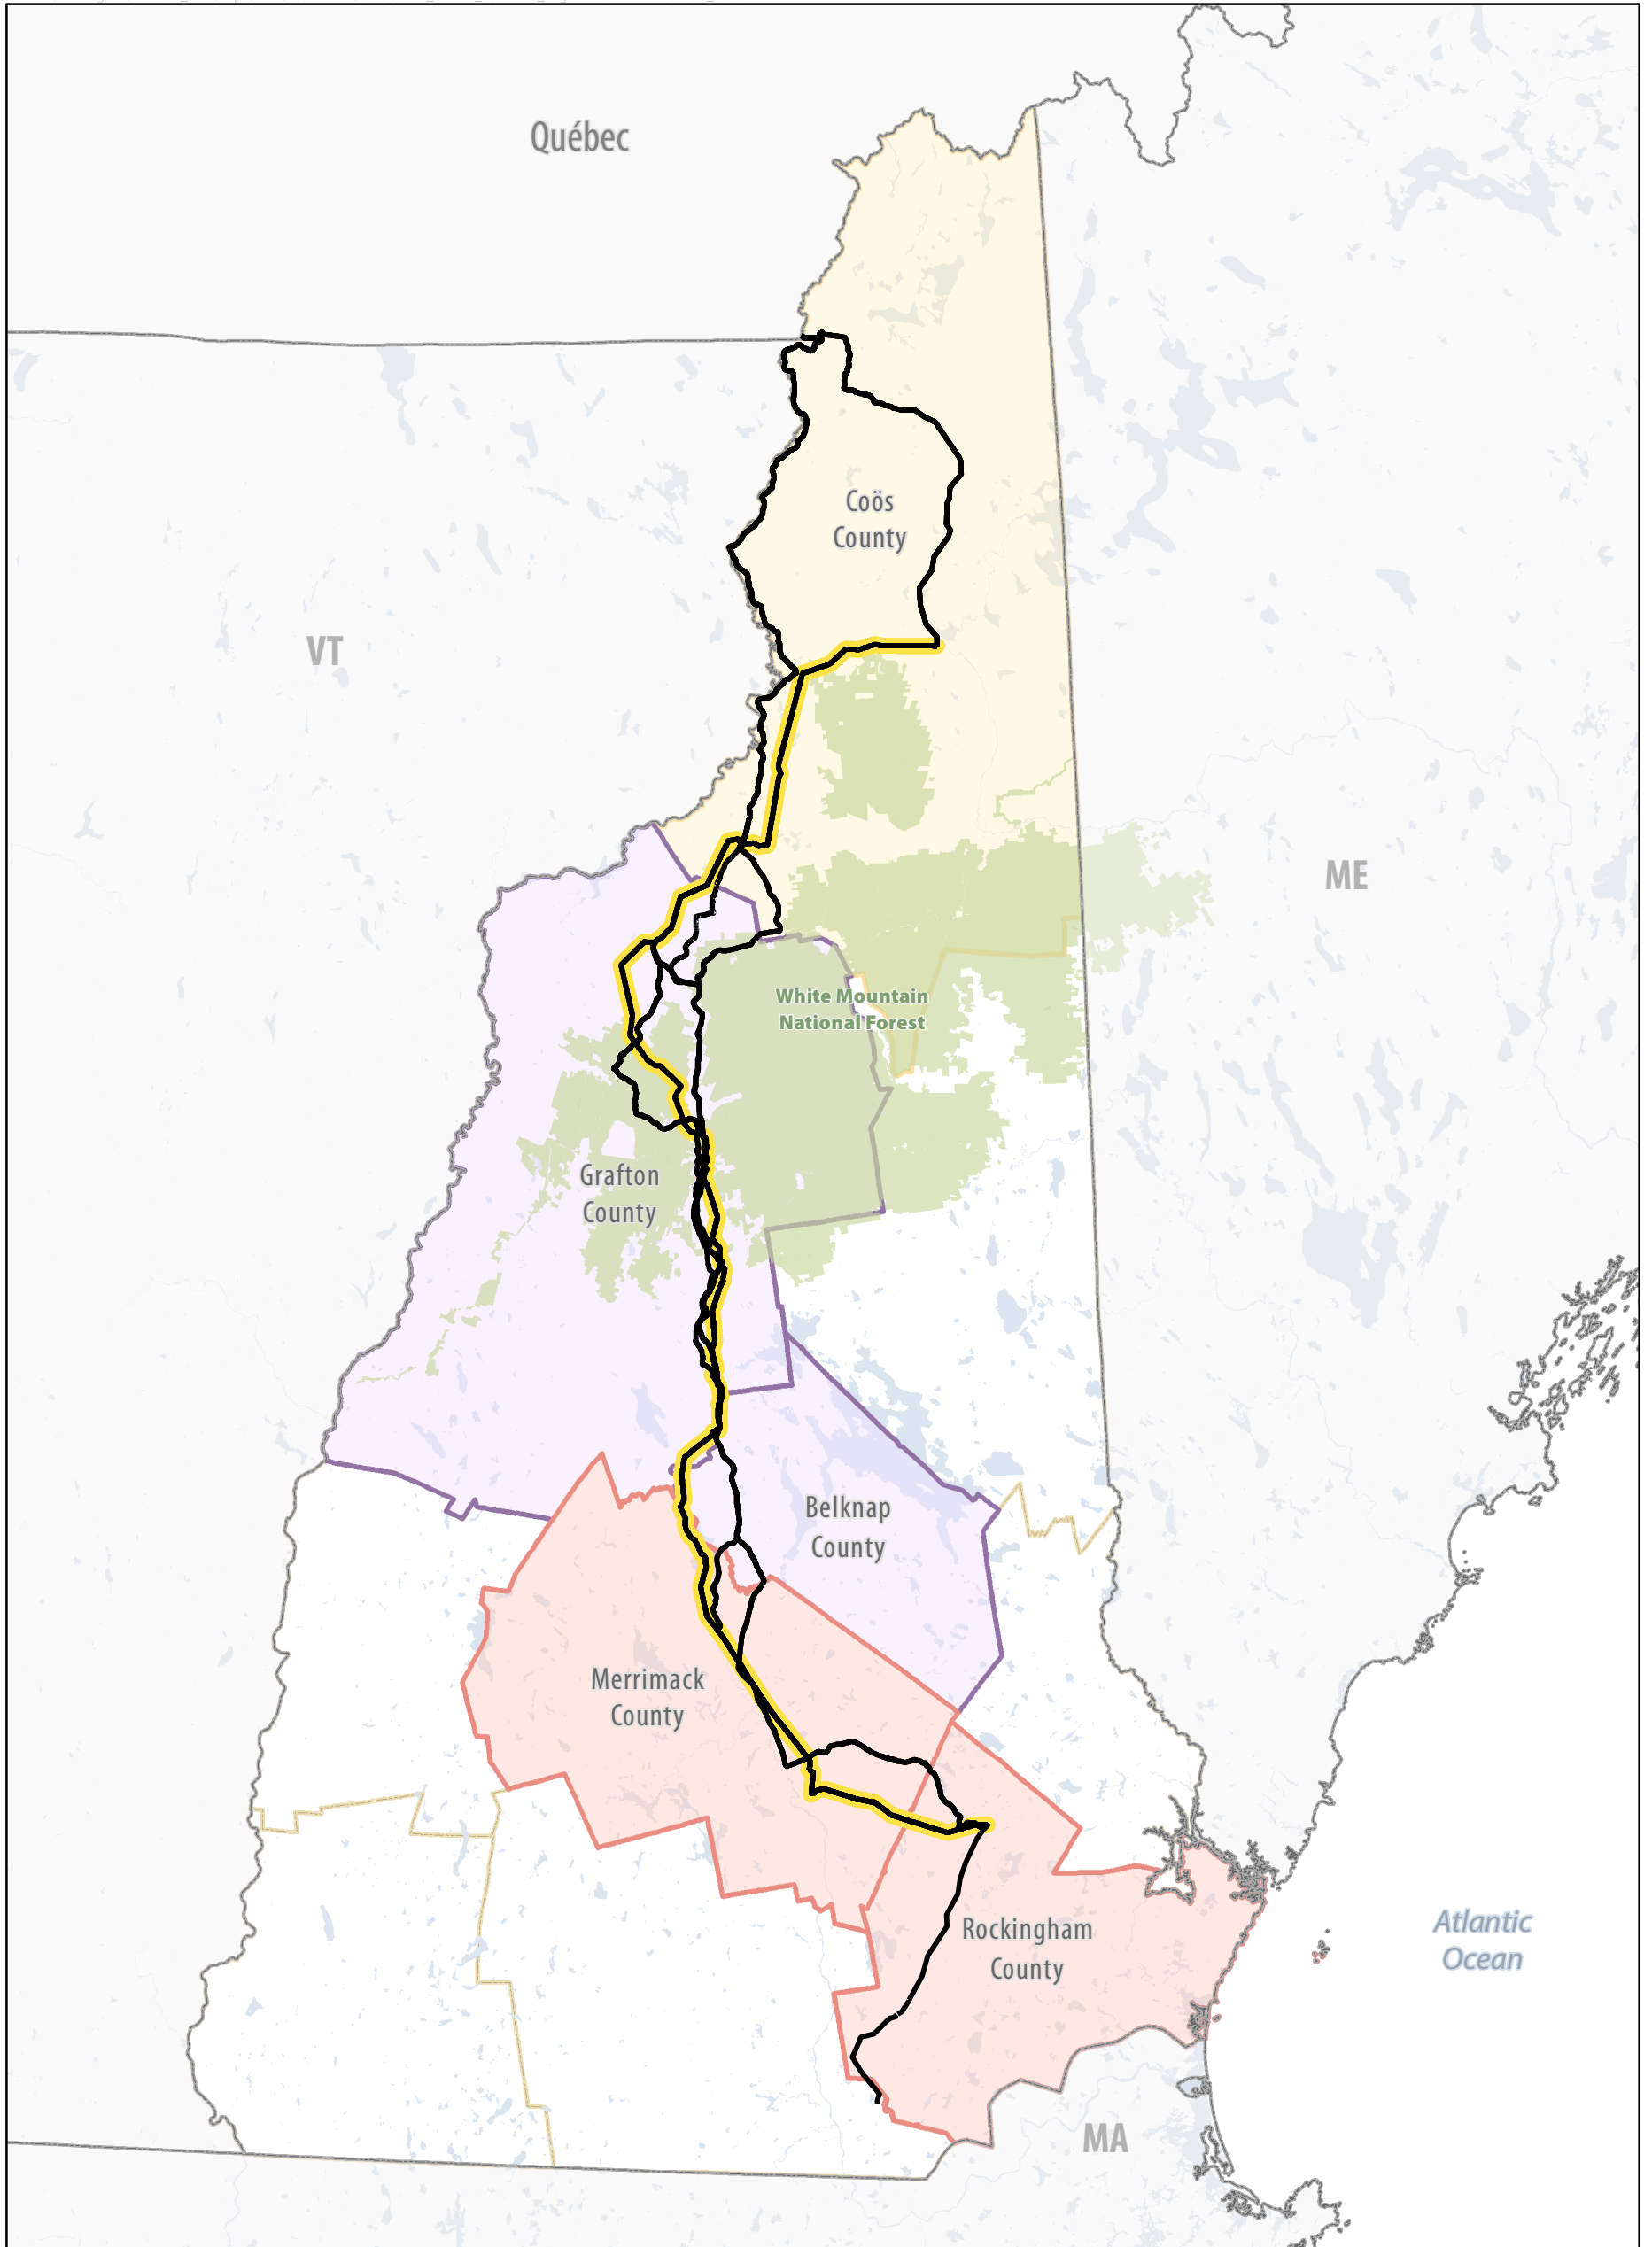 Québec
Coös
County
VT
ME
White Mountain
National Forest
Grafton
County
Belknap
County
Merrimack
County
Rockingham
County
Atlantic
Ocean
MA